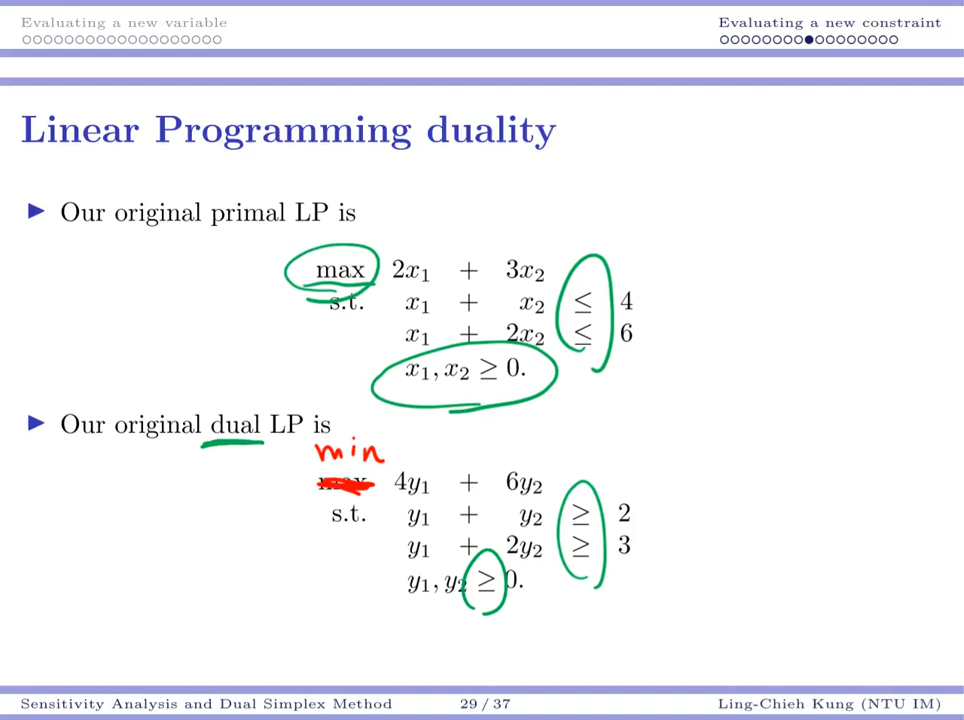 Evaluating a new variable
Evaluating a new constraint
Linear Programming duality
▶ Our original primal LP is
max 2x₁ + 3x₂
s.t. x₁ + x₂ ≤ 4
x₁ + 2x₂ ≤ 6
x₁, x₂ ≥ 0.
▶ Our original dual LP is
min
max 4y₁ + 6y₂
s.t. y₁ + y₂ ≥ 2
y₁ + 2y₂ ≥ 3
y₁, y₂ ≥ 0.
Sensitivity Analysis and Dual Simplex Method
29 / 37
Ling-Chieh Kung (NTU IM)